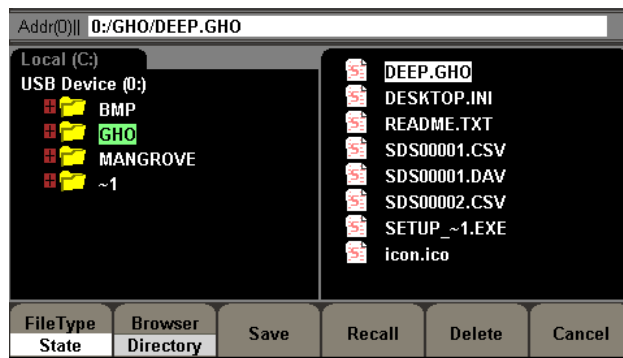 Addr(0)|| 0:/GHO/DEEP.GHO
Local (C:)
USB Device (0:)
BMP
GHO
MANGROVE
~1
DEEP.GHO
DESKTOP.INI
README.TXT
SDS00001.CSV
SDS00001.DAV
SDS00002.CSV
SETUP_~1.EXE
icon.ico
FileType
State
Browser
Directory
Save
Recall
Delete
Cancel